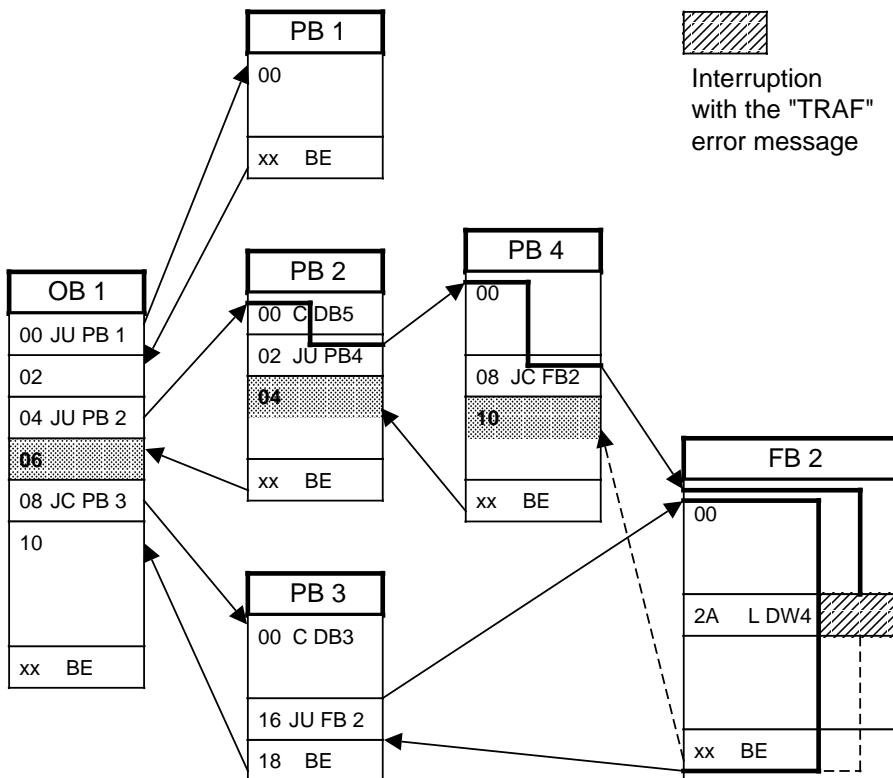 PB 1
00
xx BE
Interruption
with the "TRAF"
error message
OB 1
00 JU PB 1
02
04 JU PB 2
06
08 JC PB 3
10
xx BE
PB 2
00 C DB5
02 JU PB4
04
xx BE
PB 4
00
08 JC FB2
10
xx BE
FB 2
00
2A L DW4
xx BE
PB 3
00 C DB3
16 JU FB 2
18 BE